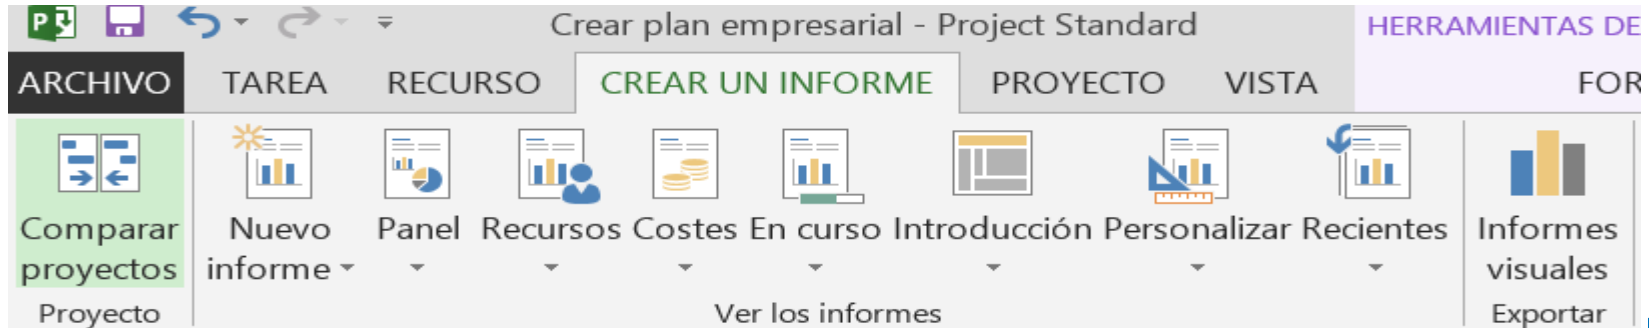 Crear plan empresarial - Project Standard
HERRAMIENTAS DE
ARCHIVO TAREA RECURSO CREAR UN INFORME PROYECTO VISTA FOR
Comparar proyectos
Nuevo informe
Panel
Recursos
Costes
En curso
Introducción
Personalizar
Recientes
Informes visuales
Proyecto
Ver los informes
Exportar